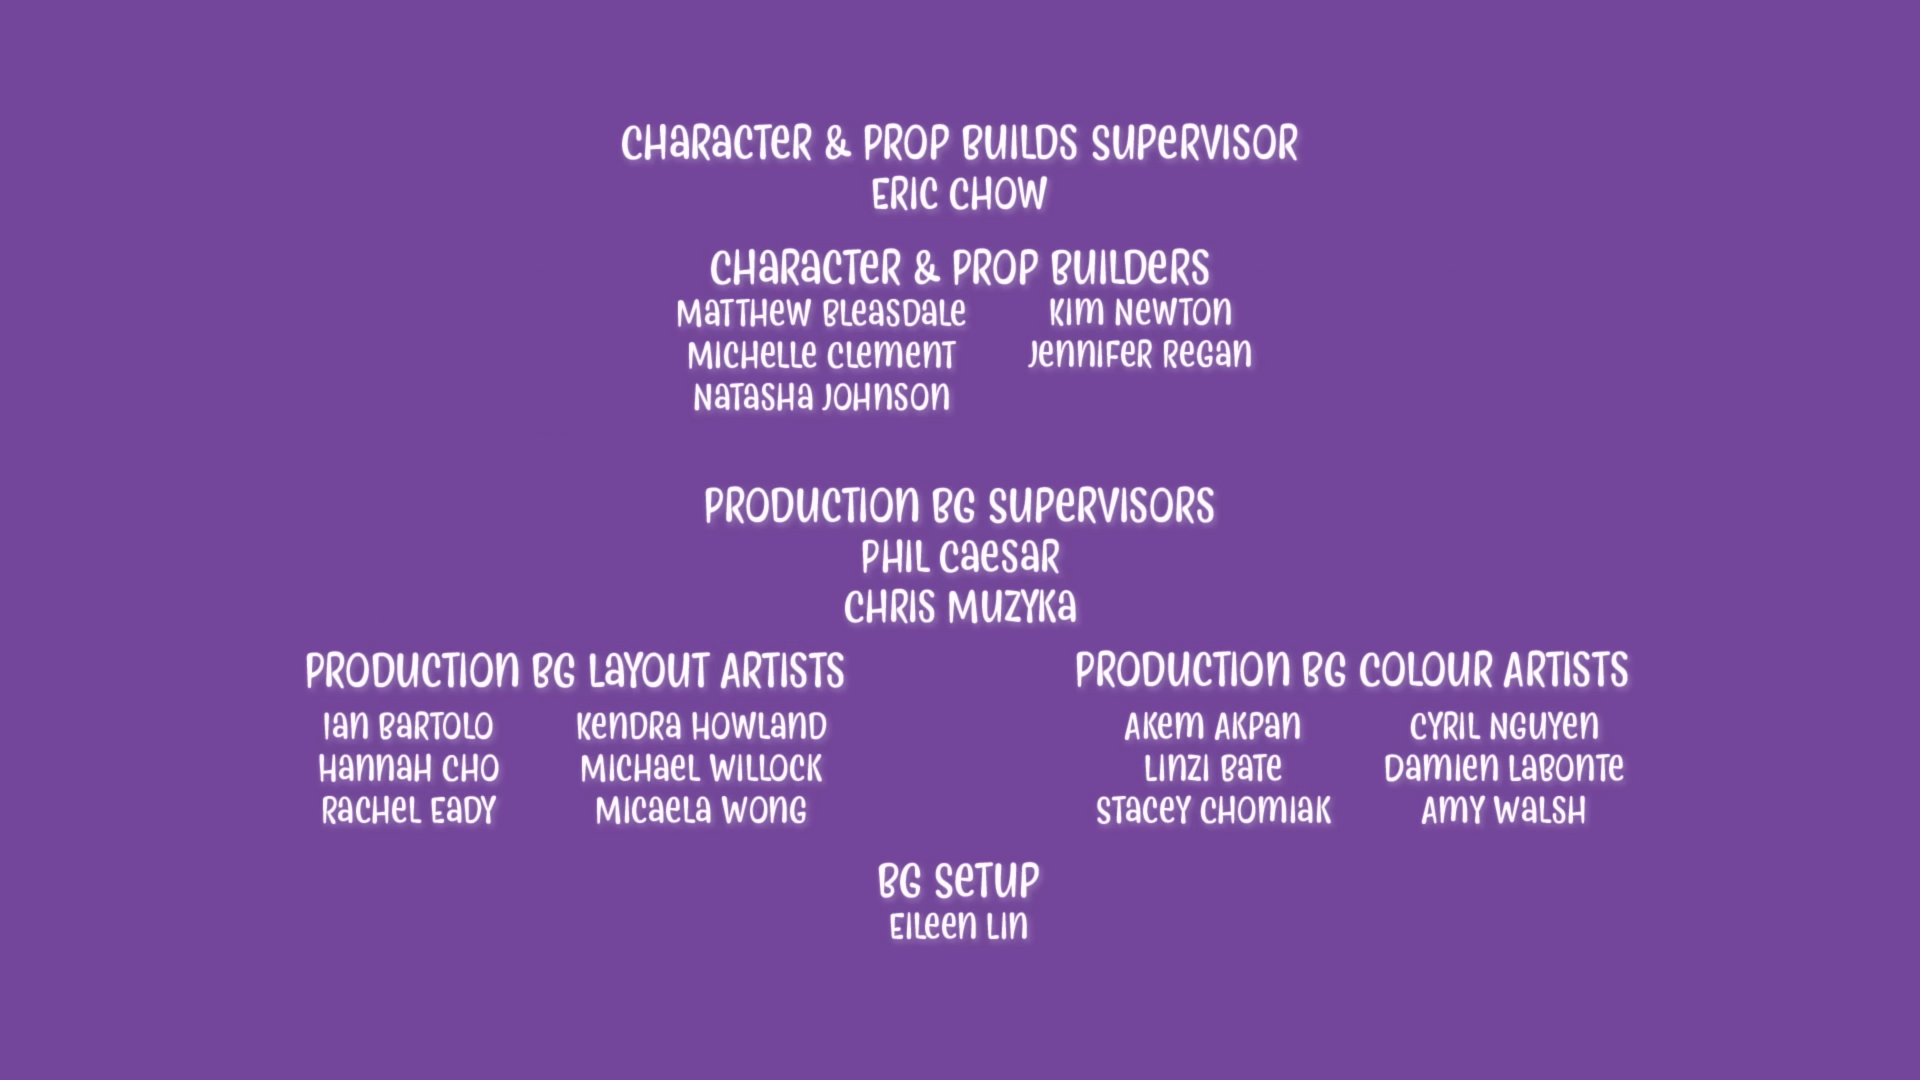 CHARACTER & PROP BUILDS SUPERVISOR
ERIC CHOW
CHARACTER & PROP BUILDERS
MATTHEW BLEASDALE KIM NEWTON
MICHELLE CLEMENT JENNIFER REGAN
NATASHA JOHNSON
PRODUCTION BG SUPERVISORS
PHIL CAESAR
CHRIS MUZYKA
PRODUCTION BG LAYOUT ARTISTS
IAN BARTOLO KENDRA HOWLAND
HANNAH CHO MICHAEL WILLOCK
RACHEL EADY MICAELA WONG
PRODUCTION BG COLOUR ARTISTS
AKEM AKPAN CYRIL NGUYEN
LINZI BATE DAMIEN LABONTE
STACEY CHOMIAK AMY WALSH
BG SETUP
EILEEN LIN